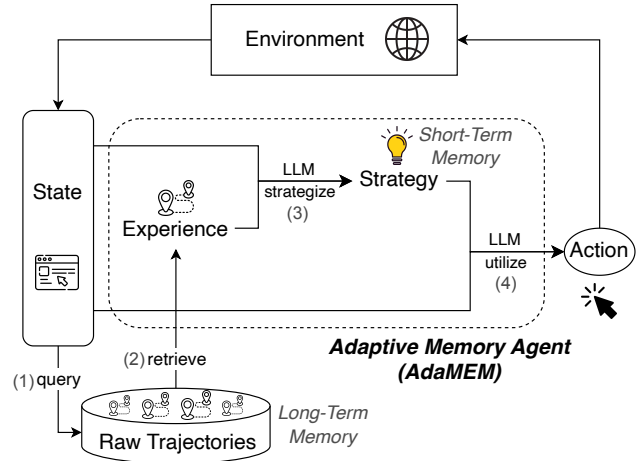 Environment
Short-Term
Memory
State
LLM
strategize
(3)
Strategy
Experience
LLM
utilize
(4)
Action
Adaptive Memory Agent
(AdaMEM)
(1) query
(2) retrieve
Raw Trajectories
Long-Term
Memory